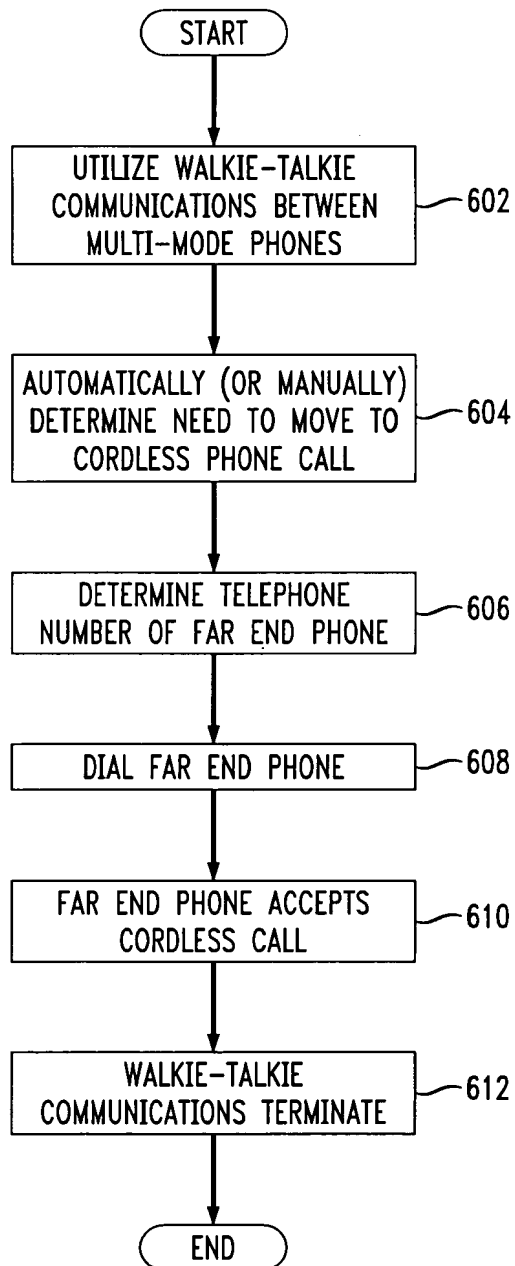 START
UTILIZE WALKIE-TALKIE
COMMUNICATIONS BETWEEN
MULTI-MODE PHONES
602
AUTOMATICALLY (OR MANUALLY)
DETERMINE NEED TO MOVE TO
CORDLESS PHONE CALL
604
DETERMINE TELEPHONE
NUMBER OF FAR END PHONE
606
DIAL FAR END PHONE
608
FAR END PHONE ACCEPTS
CORDLESS CALL
610
WALKIE-TALKIE
COMMUNICATIONS TERMINATE
612
END